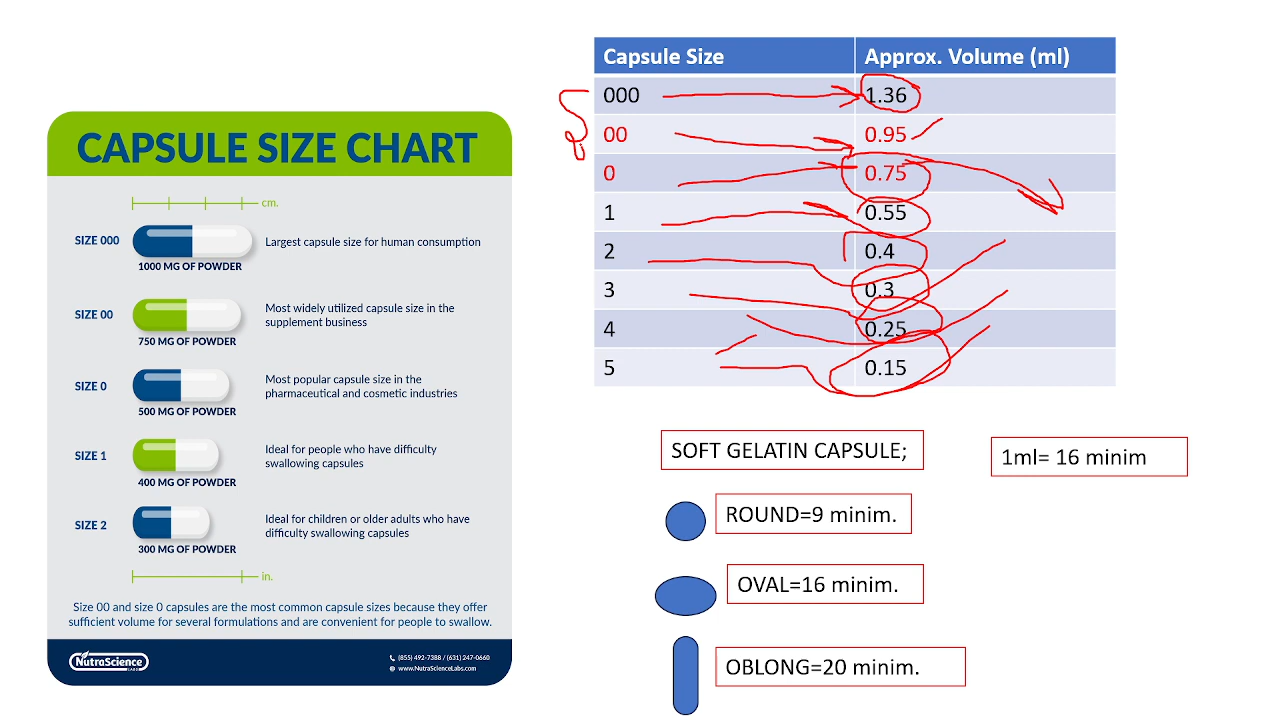 CAPSULE SIZE CHART
cm.
SIZE 000
Largest capsule size for human consumption
1000 MG OF POWDER
SIZE 00
Most widely utilized capsule size in the
supplement business
750 MG OF POWDER
SIZE 0
Most popular capsule size in the
pharmaceutical and cosmetic industries
500 MG OF POWDER
SIZE 1
Ideal for people who have difficulty
swallowing capsules
400 MG OF POWDER
SIZE 2
Ideal for children or older adults who have
difficulty swallowing capsules
300 MG OF POWDER
in.
Size 00 and size 0 capsules are the most common capsule sizes because they offer
sufficient volume for several formulations and are convenient for people to swallow.
NutraScience
LABS
(855) 492-7388 / (631) 247-0660
www.NutraScienceLabs.com
Capsule Size Approx. Volume (ml)
000 1.36
00 0.95
0 0.75
1 0.55
2 0.4
3 0.3
4 0.25
5 0.15
SOFT GELATIN CAPSULE;
1ml= 16 minim
ROUND=9 minim.
OVAL=16 minim.
OBLONG=20 minim.